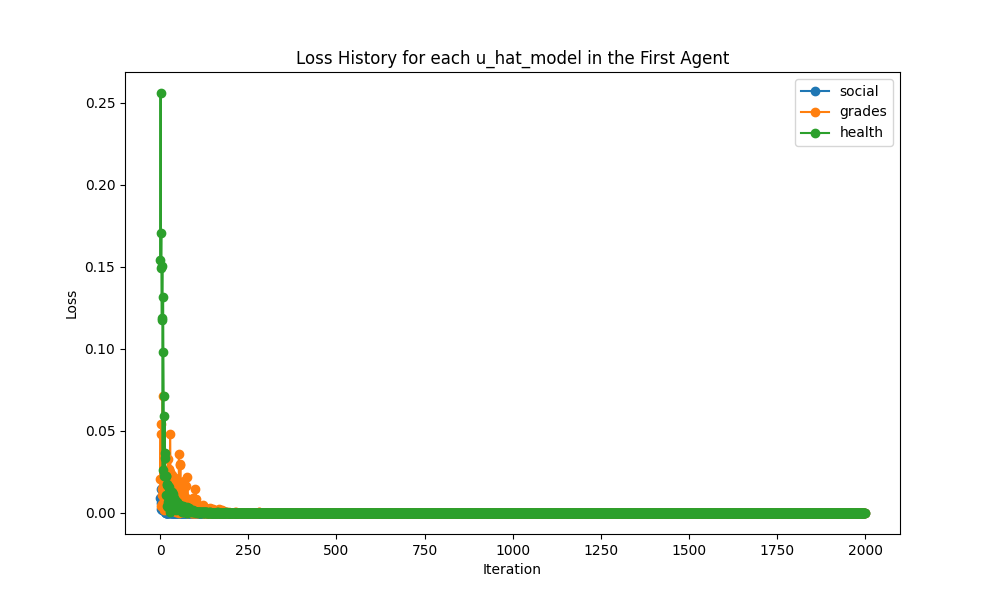 Loss History for each u_hat_model in the First Agent
social
grades
health
0.25
0.20
0.15
0.10
0.05
0.00
Loss
0 250 500 750 1000 1250 1500 1750 2000
Iteration